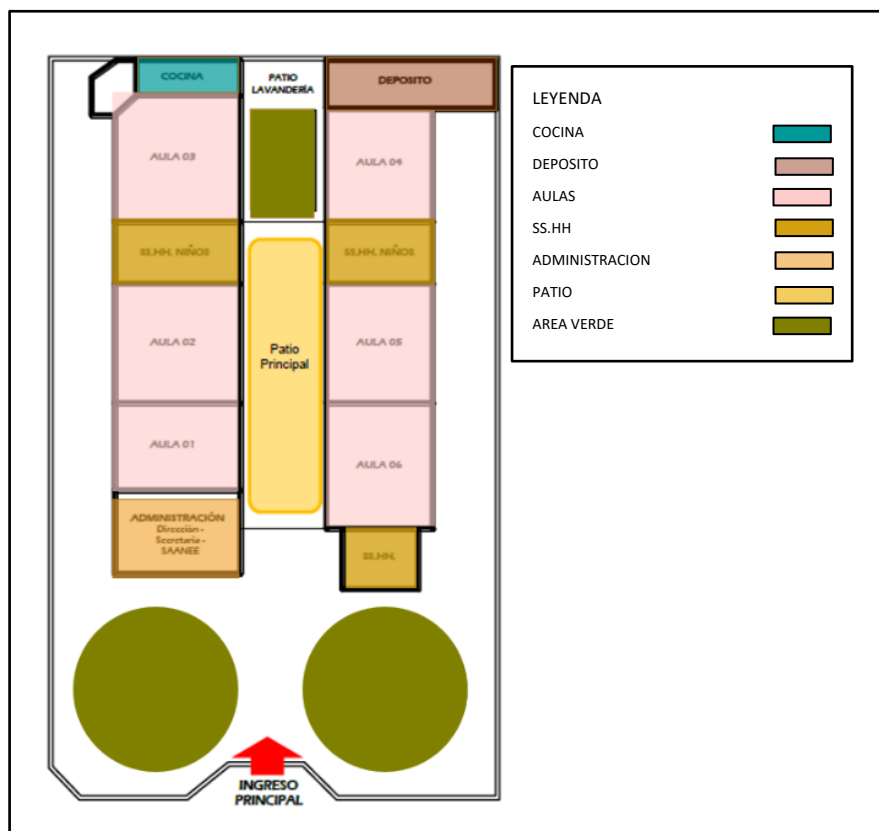 COCINA
PATIO
LAVANDERÍA
DEPOSITO
AULA 03
AULA 04
SS.HH. NIÑOS
SS.HH. NIÑOS
AULA 02
Patio
Principal
AULA 05
AULA 01
AULA 06
ADMINISTRACIÓN
Dirección -
Secretaria -
SAANEE
SS.HH.
INGRESO
PRINCIPAL
LEYENDA
COCINA
DEPOSITO
AULAS
SS.HH
ADMINISTRACION
PATIO
AREA VERDE